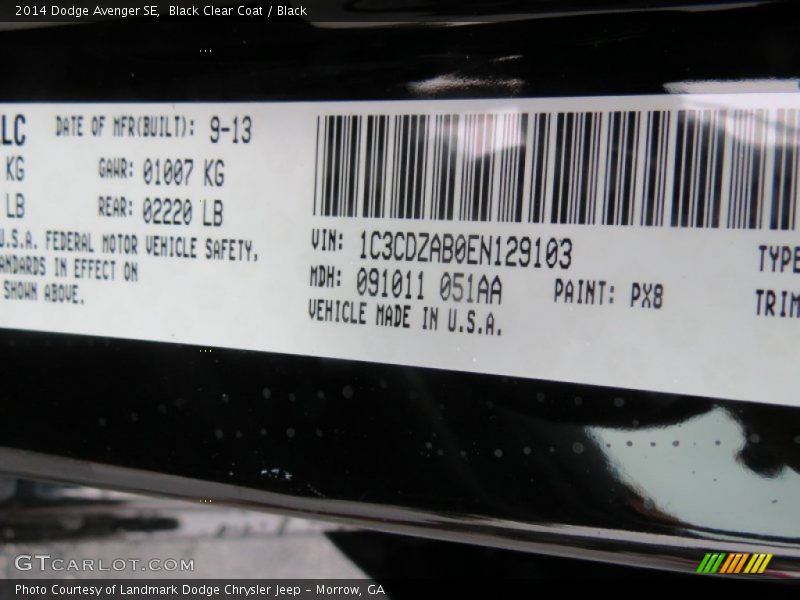 2014 Dodge Avenger SE,  Black Clear Coat / Black
LC DATE OF MFR(BUILT): 9-13
KG GAWR: 01007 KG
LB REAR: 02220 LB
U.S.A. FEDERAL MOTOR VEHICLE SAFETY,
ANDARDS IN EFFECT ON
SHOWN ABOVE.
VIN: 1C3CDZAB0EN129103 TYPE
MDH: 091011 051AA PAINT: PX8 TRIM
VEHICLE MADE IN U.S.A.
GTCARLOT.COM
Photo Courtesy of Landmark Dodge Chrysler Jeep - Morrow, GA